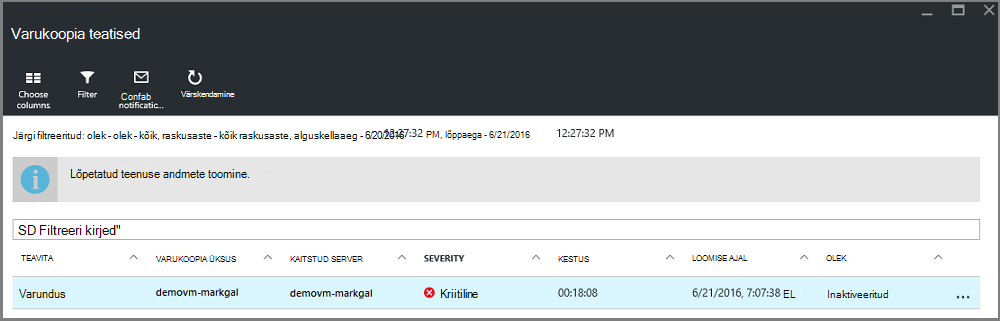 Varukoopia teatised
Choose columns
Filter
Confab notificatic...
Värskendamine
Järgi filtreeritud: olek - olek - kõik, raskusaste - kõik raskusaste, alguskellaaeg - 6/20/2016 12:27:32 PM, lõppaega - 6/21/2016 12:27:32 PM
Lõpetatud teenuse andmete toomine.
SD Filtreeri kirjed"
TEAVITA VARUKOOPIA ÜKSUS KAITSTUD SERVER SEVERITY KESTUS LOOMISE AJAL OLEK
Varundus demovm-markgal demovm-markgal Kriitiline 00:18:08 6/21/2016, 7:07:38 EL Inaktiveeritud ...